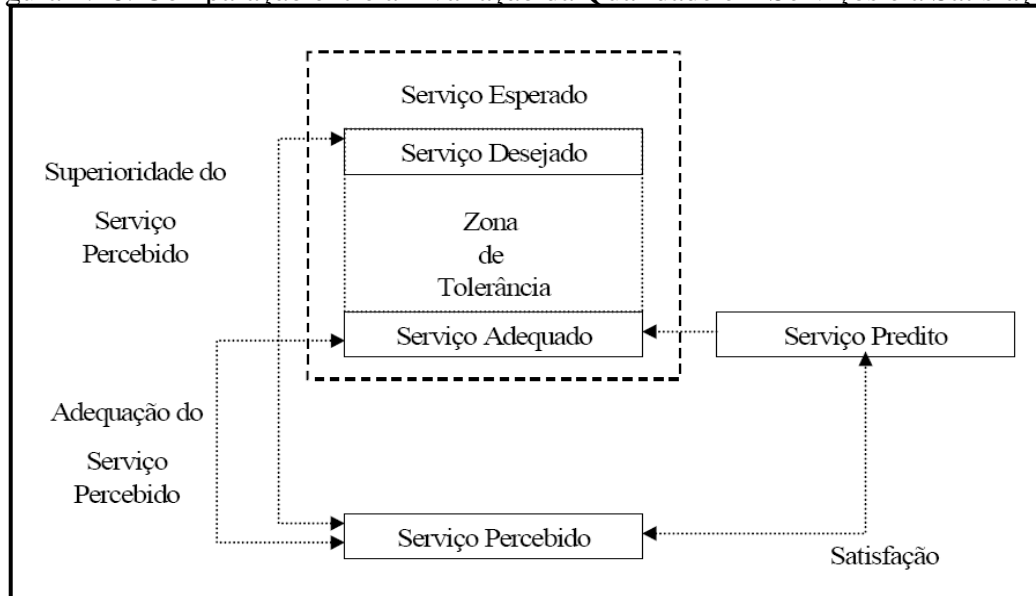 Serviço Esperado
Serviço Desejado
Superioridade do
Serviço
Percebido
Zona
de
Tolerância
Serviço Adequado
Serviço Predito
Adequação do
Serviço
Percebido
Serviço Percebido
Satisfação